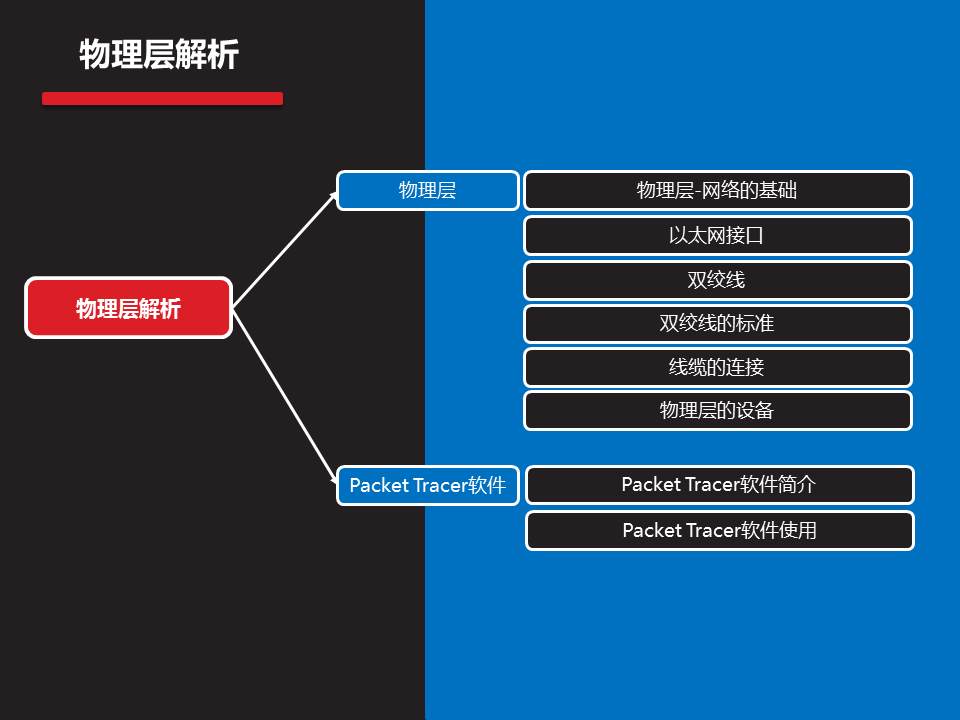 物理层解析
物理层解析
物理层
物理层-网络的基础
以太网接口
双绞线
双绞线的标准
线缆的连接
物理层的设备
Packet Tracer软件
Packet Tracer软件简介
Packet Tracer软件使用